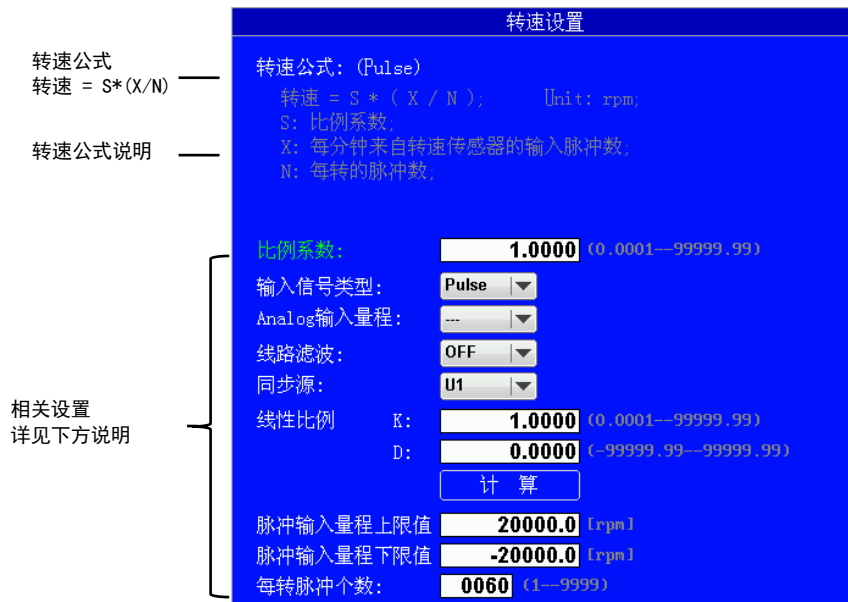 转速设置
转速公式
转速 = S*(X/N)
转速公式: (Pulse)
转速 = S * ( X / N ); Unit: rpm;
S: 比例系数;
转速公式说明
X: 每分钟来自转速传感器的输入脉冲数;
N: 每转的脉冲数;
比例系数: 1.0000 (0.0001--99999.99)
输入信号类型: Pulse
Analog输入量程: ---
线路滤波: OFF
同步源: U1
相关设置
详见下方说明
线性比例 K: 1.0000 (0.0001--99999.99)
D: 0.0000 (-99999.99--99999.99)
计 算
脉冲输入量程上限值 20000.0 [rpm]
脉冲输入量程下限值 -20000.0 [rpm]
每转脉冲个数: 0060 (1--9999)